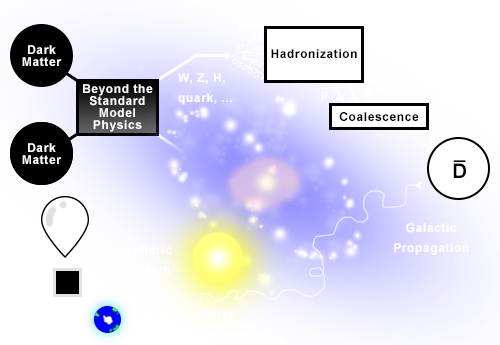 Dark
Matter
Beyond the
Standard
Model
Physics
Dark
Matter
W, Z, H,
quark, ...
Hadronization
p̅
Coalescence
D̅
Galactic
Propagation